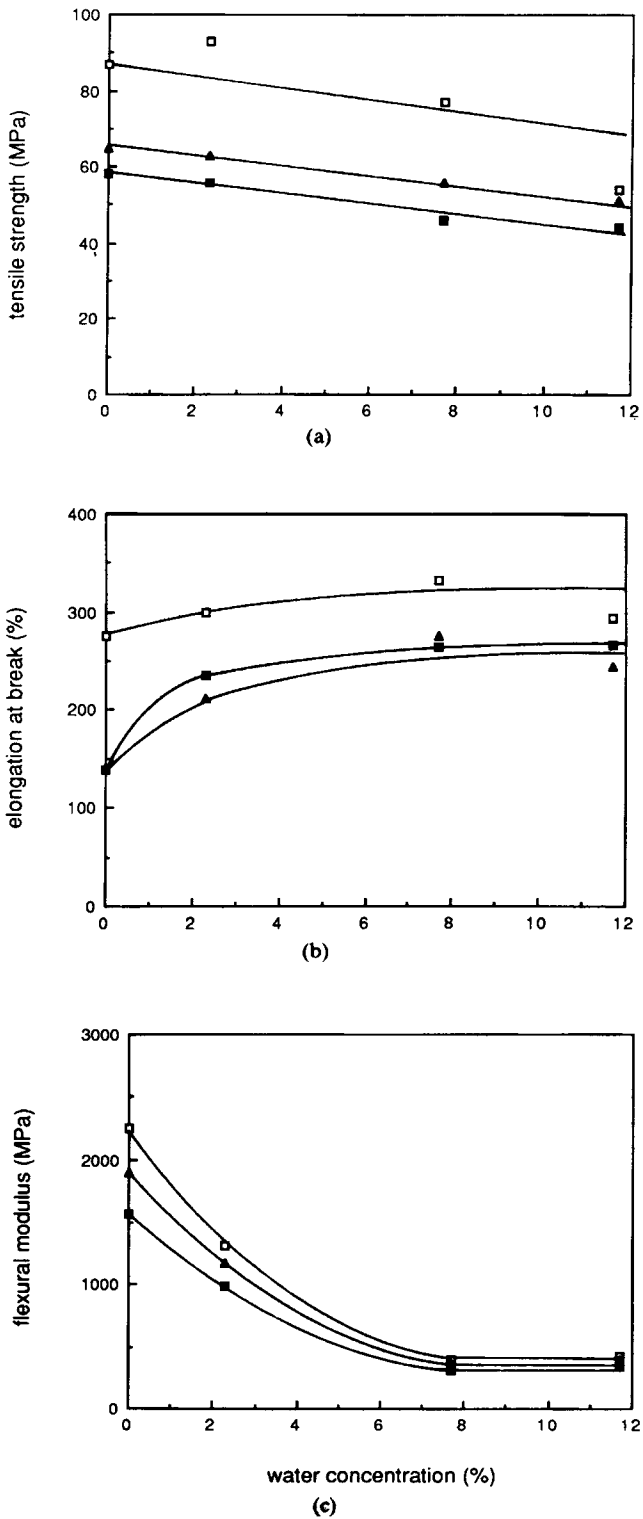 100
80
60
40
20
0
tensile strength (MPa)
0 2 4 6 8 10 12
(a)
400
300
200
100
0
elongation at break (%)
0 2 4 6 8 10 12
(b)
3000
2000
1000
0
flexural modulus (MPa)
0 2 4 6 8 10 12
water concentration (%)
(c)